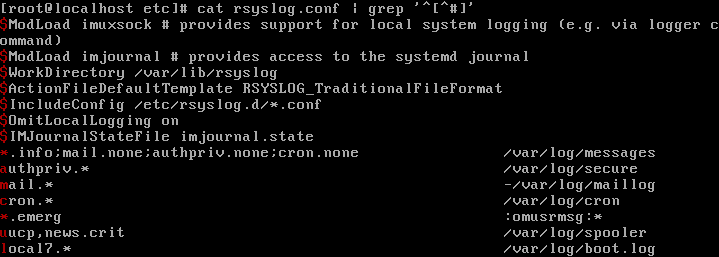 [root@localhost etc]# cat rsyslog.conf | grep '^[^#]'
$ModLoad imuxsock # provides support for local system logging (e.g. via logger c
ommand)
$ModLoad imjournal # provides access to the systemd journal
$WorkDirectory /var/lib/rsyslog
$ActionFileDefaultTemplate RSYSLOG_TraditionalFileFormat
$IncludeConfig /etc/rsyslog.d/*.conf
$OmitLocalLogging on
$IMJournalStateFile imjournal.state
*.info;mail.none;authpriv.none;cron.none /var/log/messages
authpriv.* /var/log/secure
mail.* -/var/log/maillog
cron.* /var/log/cron
*.emerg :omusrmsg:*
uucp,news.crit /var/log/spooler
local7.* /var/log/boot.log